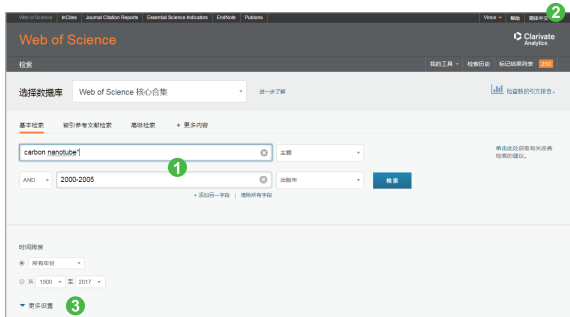 Web of Science InCites Journal Citation Reports Essential Science Indicators EndNote Publons Vince 帮助 简体中文
2
Web of Science
Clarivate
Analytics
检索 我的工具 检索历史 标记结果列表
选择数据库 Web of Science 核心合集 进一步了解 检查新的引文报告。
基本检索 被引参考文献检索 高级检索 + 更多内容
carbon nanotube* 主题 单击此处获取有关改善
检索的建议。
1
AND 2000-2005 出版年 检索
+ 添加另一字段 | 清除所有字段
时间跨度
所有年份
从 1900 至 2017
更多设置 3